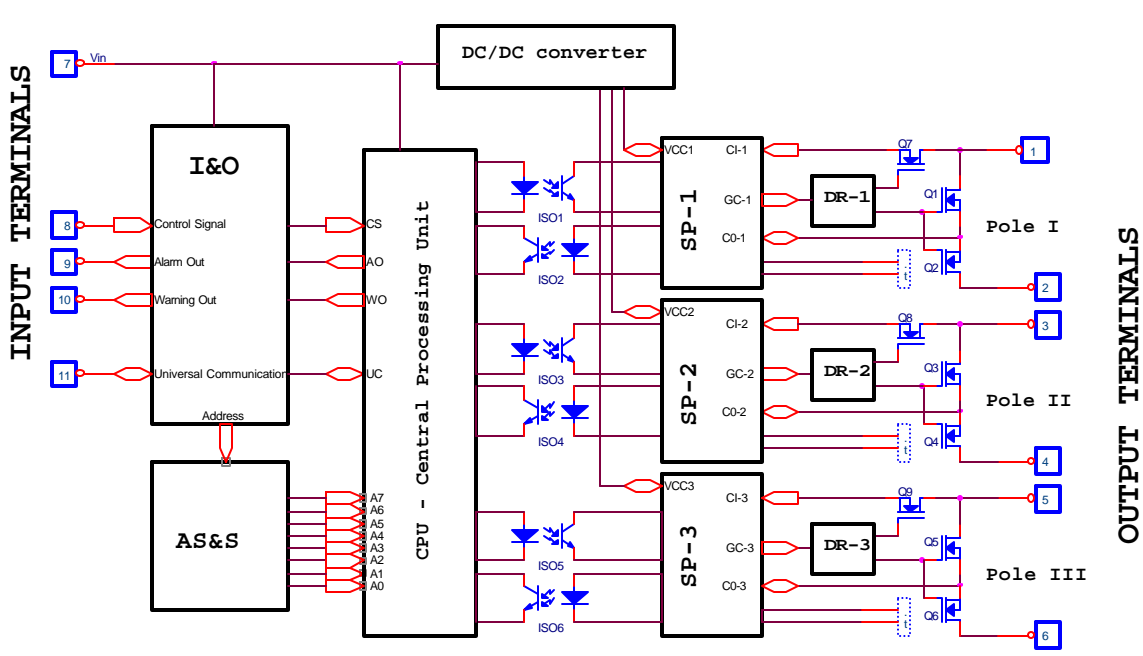 INPUT TERMINALS
7
Vin
8
9
10
11
DC/DC converter
I&O
Control Signal
Alarm Out
Warning Out
Universal Communication
Address
AS&S
CPU - Central Processing Unit
CS
AO
WO
UC
A7
A6
A5
A4
A3
A2
A1
A0
ISO1
ISO2
ISO3
ISO4
ISO5
ISO6
SP-1
VCC1
CI-1
GC-1
C0-1
DR-1
Q7
Q1
Q2
t
1
Pole I
2
SP-2
VCC2
CI-2
GC-2
C0-2
DR-2
Q8
Q3
Q4
t
3
Pole II
4
SP-3
VCC3
CI-3
GC-3
C0-3
DR-3
Q9
Q5
Q6
t
5
Pole III
6
OUTPUT TERMINALS